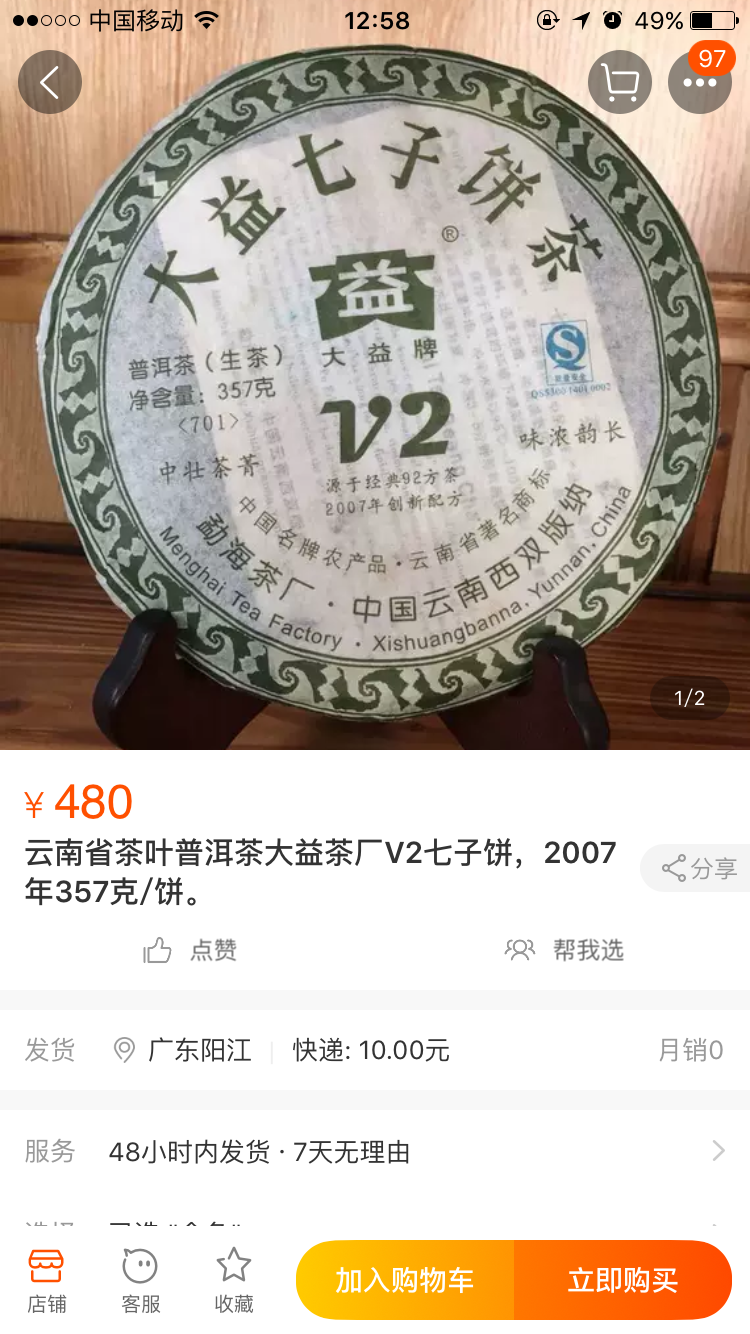 中国移动
12:58
49%
97
大益七子饼茶
®
益
大益牌
普洱茶（生茶）
净含量：357克
〈701〉
中壮茶菁
V2
源于经典92方茶
2007年创新配方
味浓韵长
中国名牌农产品·云南省著名商标
勐海茶厂·中国云南西双版纳
Menghai Tea Factory · Xishuangbanna, Yunnan, China
1/2
¥ 480
云南省茶叶普洱茶大益茶厂V2七子饼，2007
年357克/饼。
分享
点赞
帮我选
发货
广东阳江
快递: 10.00元
月销0
服务
48小时内发货 · 7天无理由
店铺
客服
收藏
加入购物车
立即购买